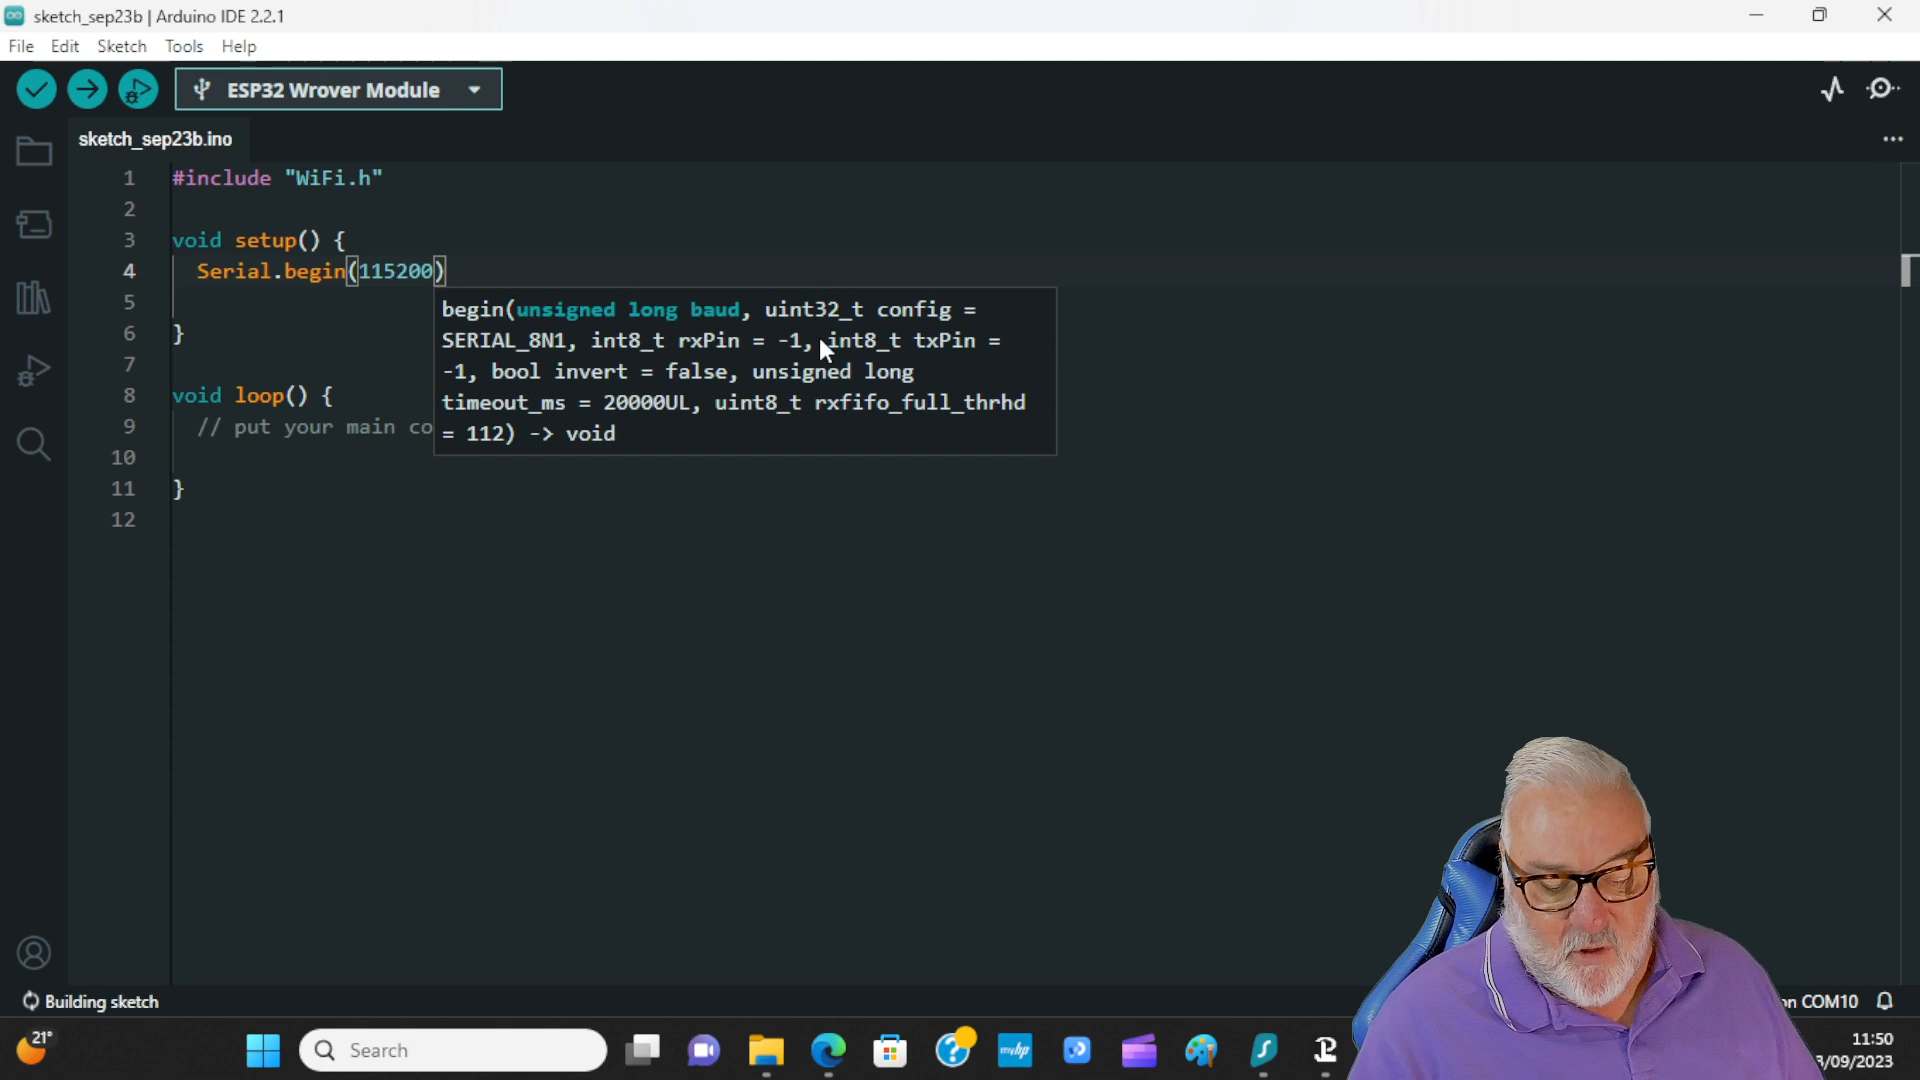 sketch_sep23b | Arduino IDE 2.2.1
File Edit Sketch Tools Help
ESP32 Wrover Module
sketch_sep23b.ino
1 #include "WiFi.h"
2
3 void setup() {
4 Serial.begin(115200)
5
6 }
7
8 void loop() {
9 // put your main co
10
11 }
12
begin(unsigned long baud, uint32_t config =
SERIAL_8N1, int8_t rxPin = -1, int8_t txPin =
-1, bool invert = false, unsigned long
timeout_ms = 20000UL, uint8_t rxfifo_full_thrhd
= 112) -> void
Building sketch
on COM10
21°
Search
myhp
11:50
3/09/2023